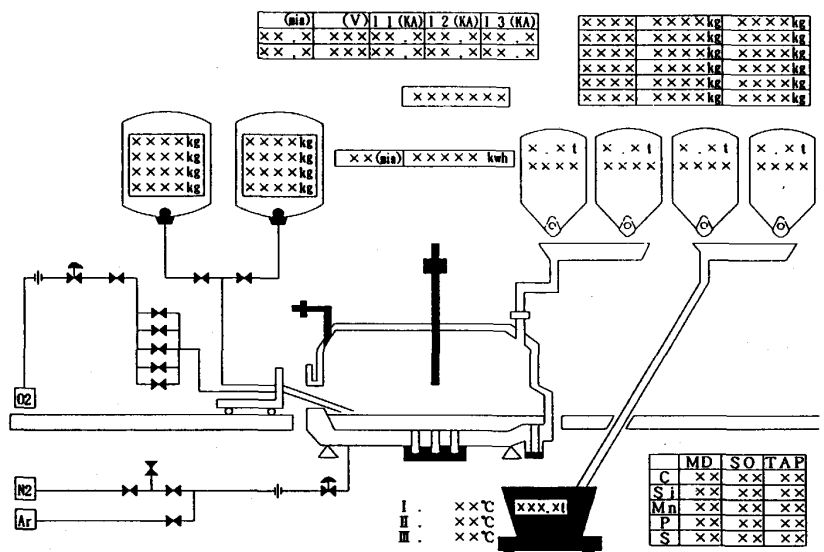 (min) (V) I 1 (KA) I 2 (KA) I 3 (KA)
××.× ××× ××.× ××.× ××.×
××.× ××× ××.× ××.× ××.×
×××× ××××kg ××××kg
×××× ××××kg ××××kg
×××× ××××kg ××××kg
×××× ××××kg ××××kg
×××× ××××kg ××××kg
×××× ××××kg ××××kg
×××××××
××××kg
××××kg
××××kg
××××kg
××××kg
××××kg
××××kg
××××kg
××(min) ××××× kwh
×.×t
××××
×.×t
××××
×.×t
××××
×.×t
××××
O2
N2
Ar
I. ××℃
II. ××℃
III. ××℃
×××.×t
MD SO TAP
C ×× ×× ××
Si ×× ×× ××
Mn ×× ×× ××
P ×× ×× ××
S ×× ×× ××